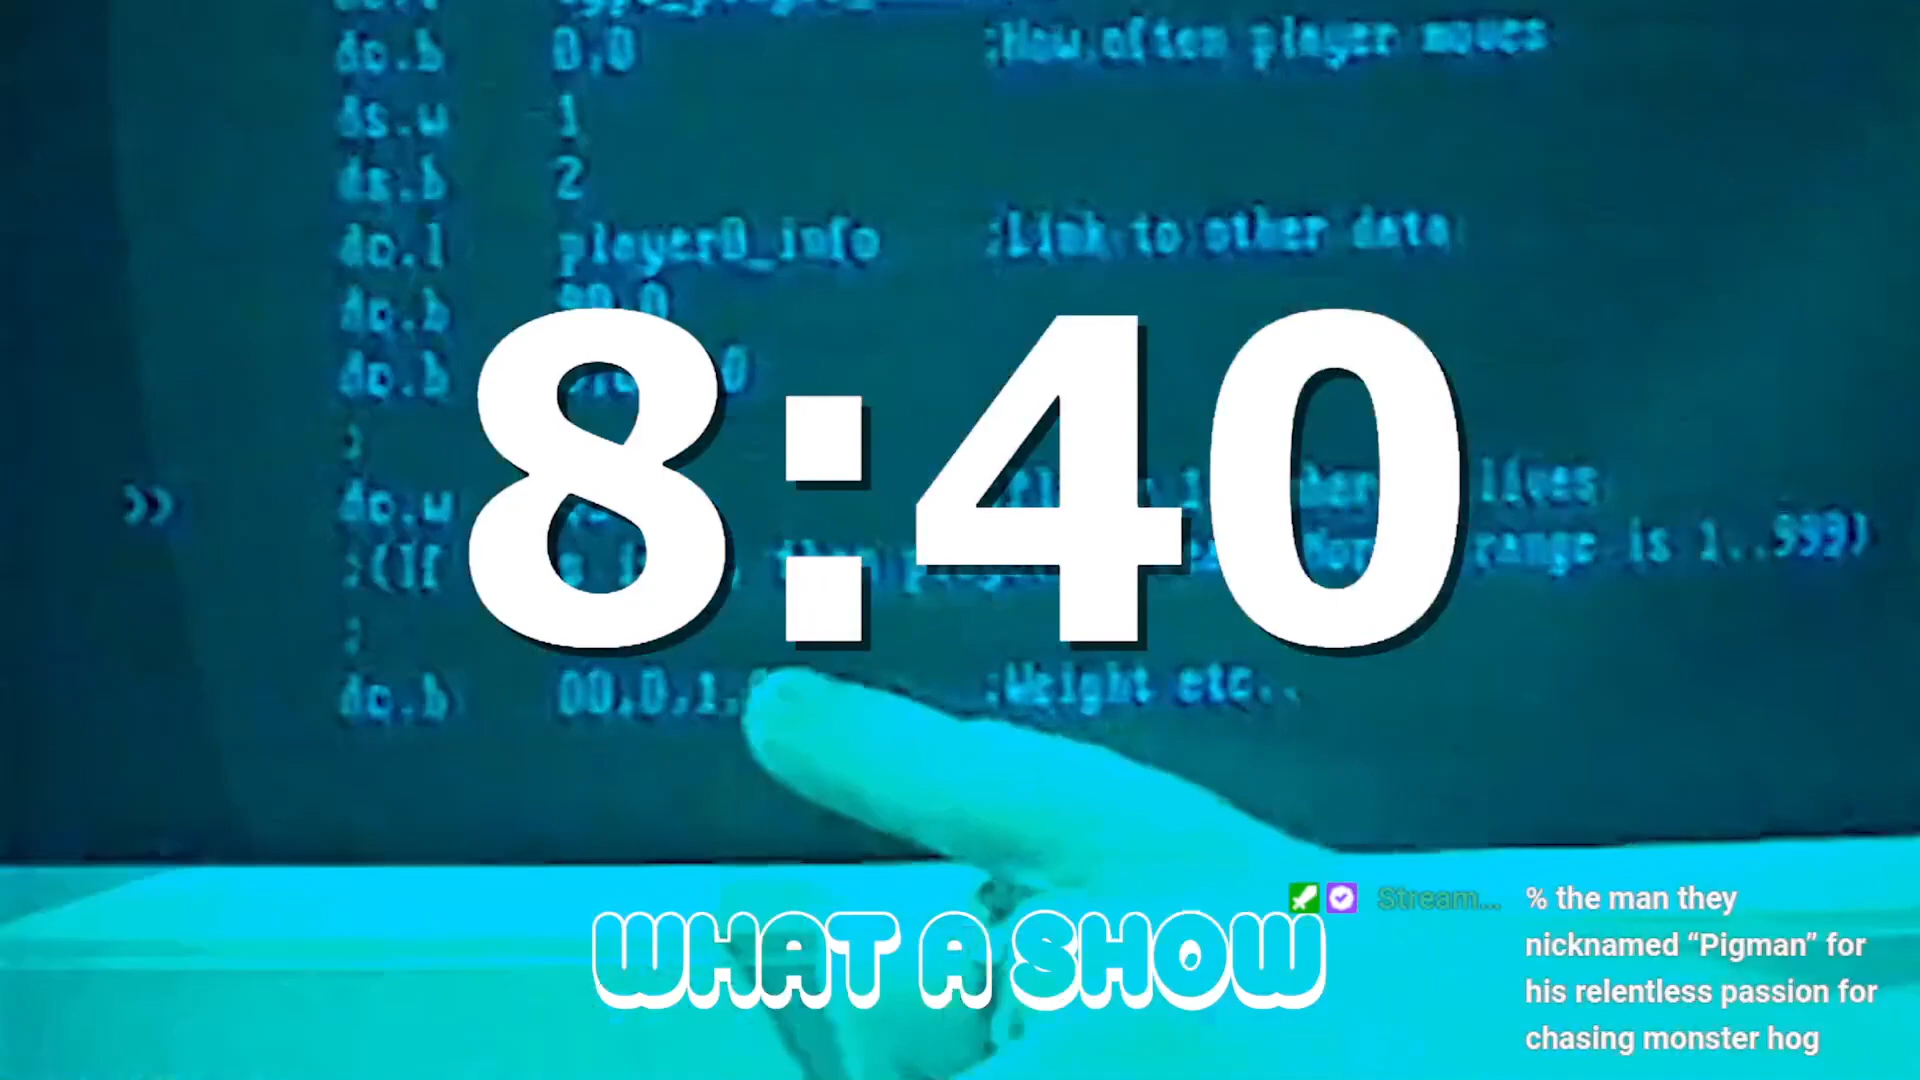 dc.b 0,0 ;How often player moves
ds.w 1
ds.b 2
dc.l player0_info ;Link to other data
dc.b
dc.b 0
;
>> dc.w lives
;(If range is 1..999)
;
dc.b 00,0,1, ;Weight etc..
8:40
WHAT A SHOW
Stream... % the man they
nicknamed “Pigman” for
his relentless passion for
chasing monster hog